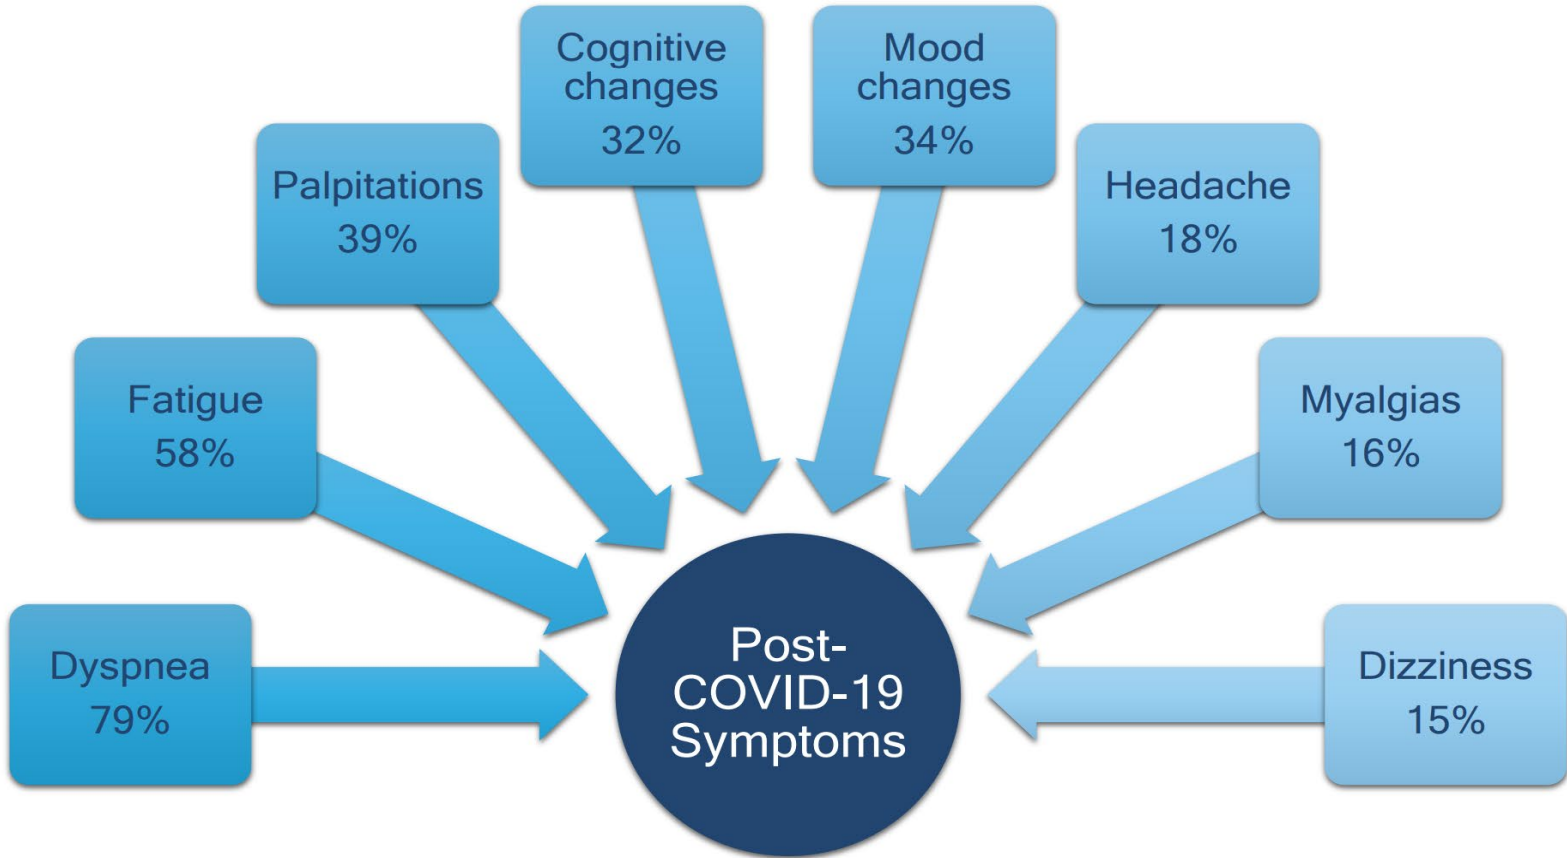 Cognitive
changes
32%
Mood
changes
34%
Palpitations
39%
Headache
18%
Fatigue
58%
Myalgias
16%
Dyspnea
79%
Dizziness
15%
Post-
COVID-19
Symptoms